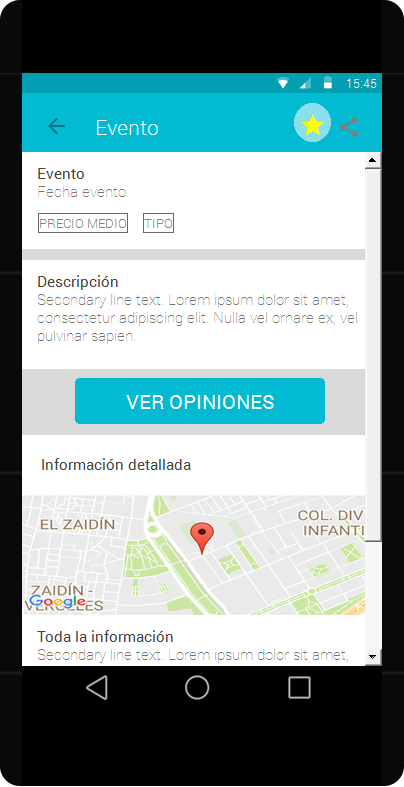 15:45
Evento
Evento
Fecha evento
PRECIO MEDIO TIPO
Descripción
Secondary line text. Lorem ipsum dolor sit amet,
consectetur adipiscing elit. Nulla vel ornare ex, vel
pulvinar sapien.
VER OPINIONES
Información detallada
EL ZAIDÍN
COL. DIV
INFANTI
ZAIDÍN -
VERGELES
Google
Toda la información
Secondary line text. Lorem ipsum dolor sit amet,